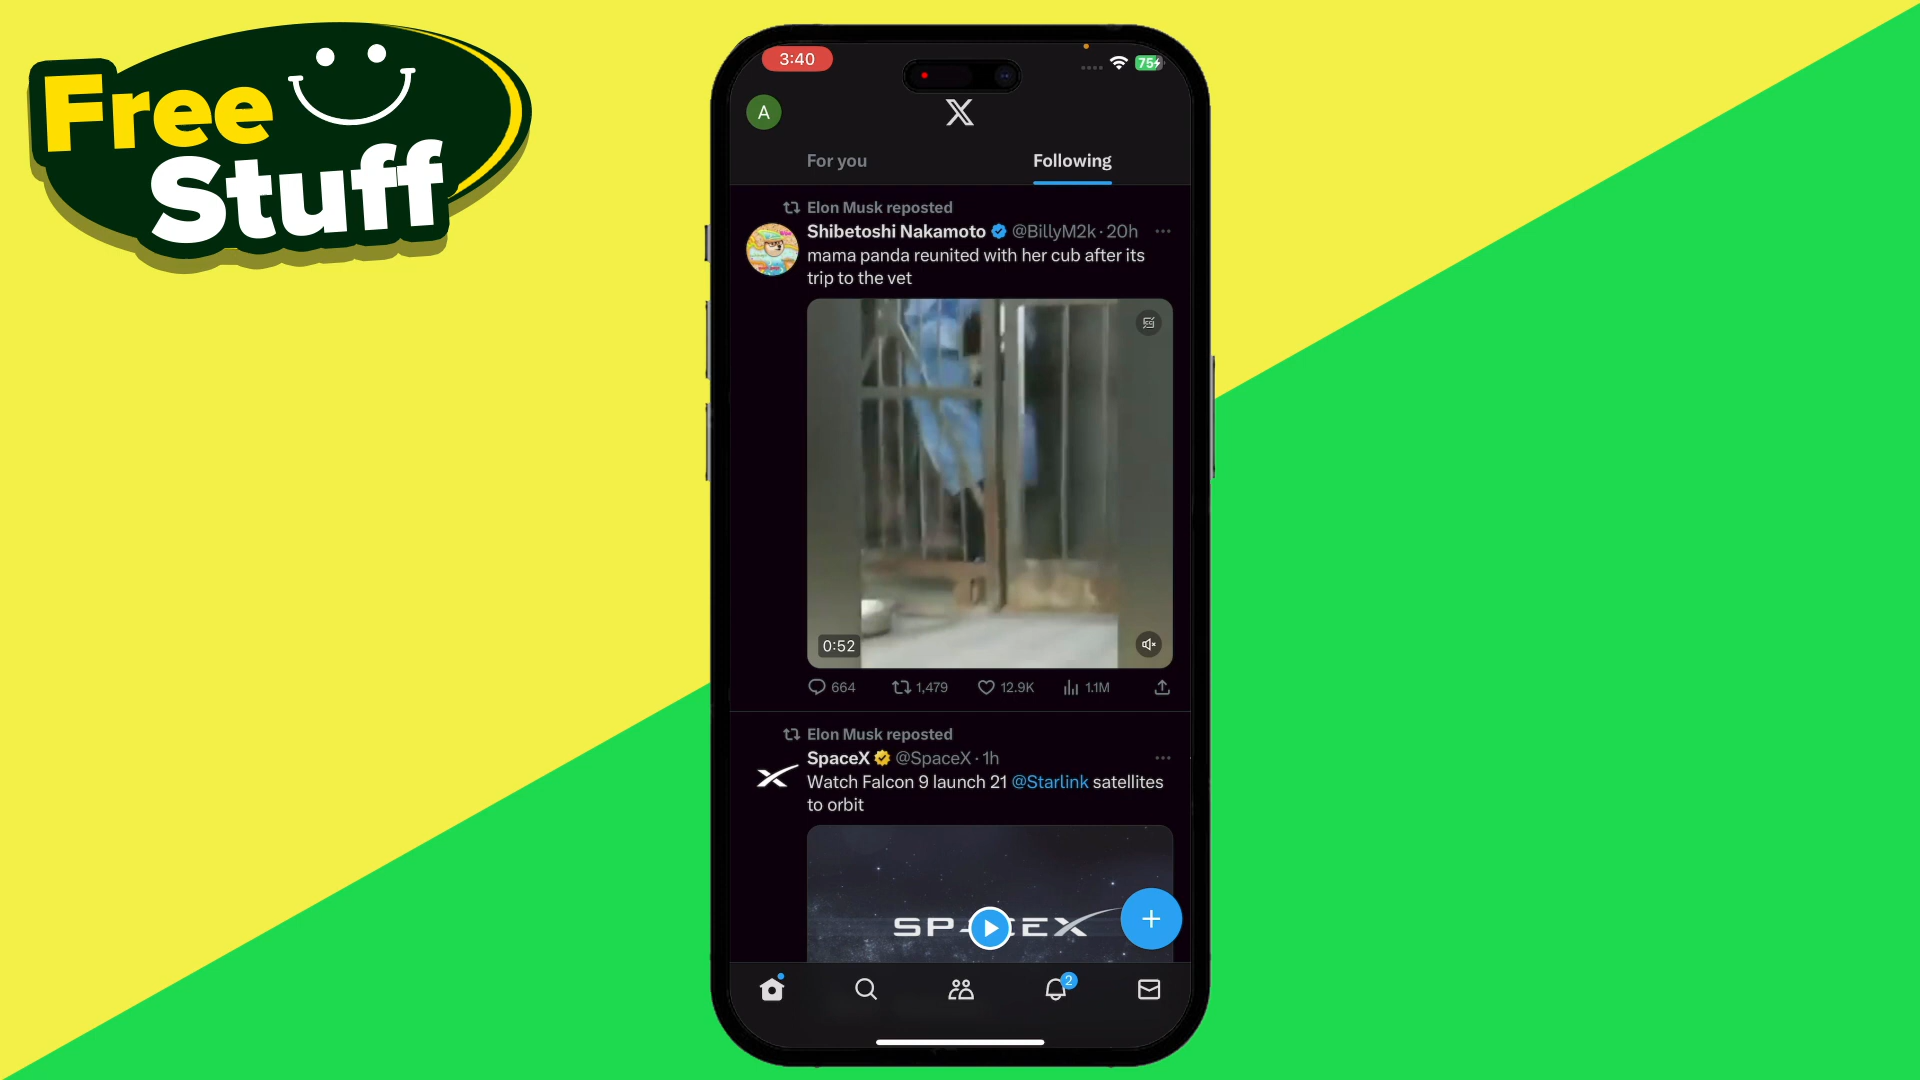 Free
Stuff
3:40
75
A
X
For you
Following
Elon Musk reposted
Shibetoshi Nakamoto @BillyM2k · 20h
mama panda reunited with her cub after its
trip to the vet
0:52
664
1,479
12.9K
1.1M
Elon Musk reposted
SpaceX @SpaceX · 1h
Watch Falcon 9 launch 21 @Starlink satellites
to orbit
2